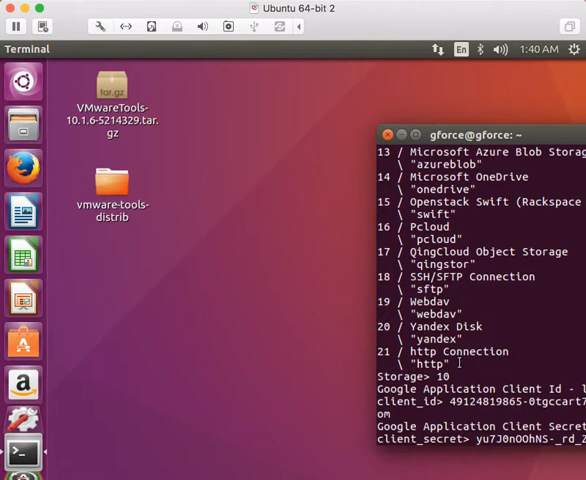 Ubuntu 64-bit 2
Terminal
En
1:40 AM
tar.gz
VMwareTools-
10.1.6-5214329.tar.
gz
vmware-tools-
distrib
gforce@gforce: ~
13 / Microsoft Azure Blob Storag
\ "azureblob"
14 / Microsoft OneDrive
\ "onedrive"
15 / Openstack Swift (Rackspace
\ "swift"
16 / Pcloud
\ "pcloud"
17 / QingCloud Object Storage
\ "qingstor"
18 / SSH/SFTP Connection
\ "sftp"
19 / Webdav
\ "webdav"
20 / Yandex Disk
\ "yandex"
21 / http Connection
\ "http"
Storage> 10
Google Application Client Id - l
client_id> 49124819865-0tgccart7
om
Google Application Client Secret
client_secret> yu7J0nOOhNS-_rd_Z